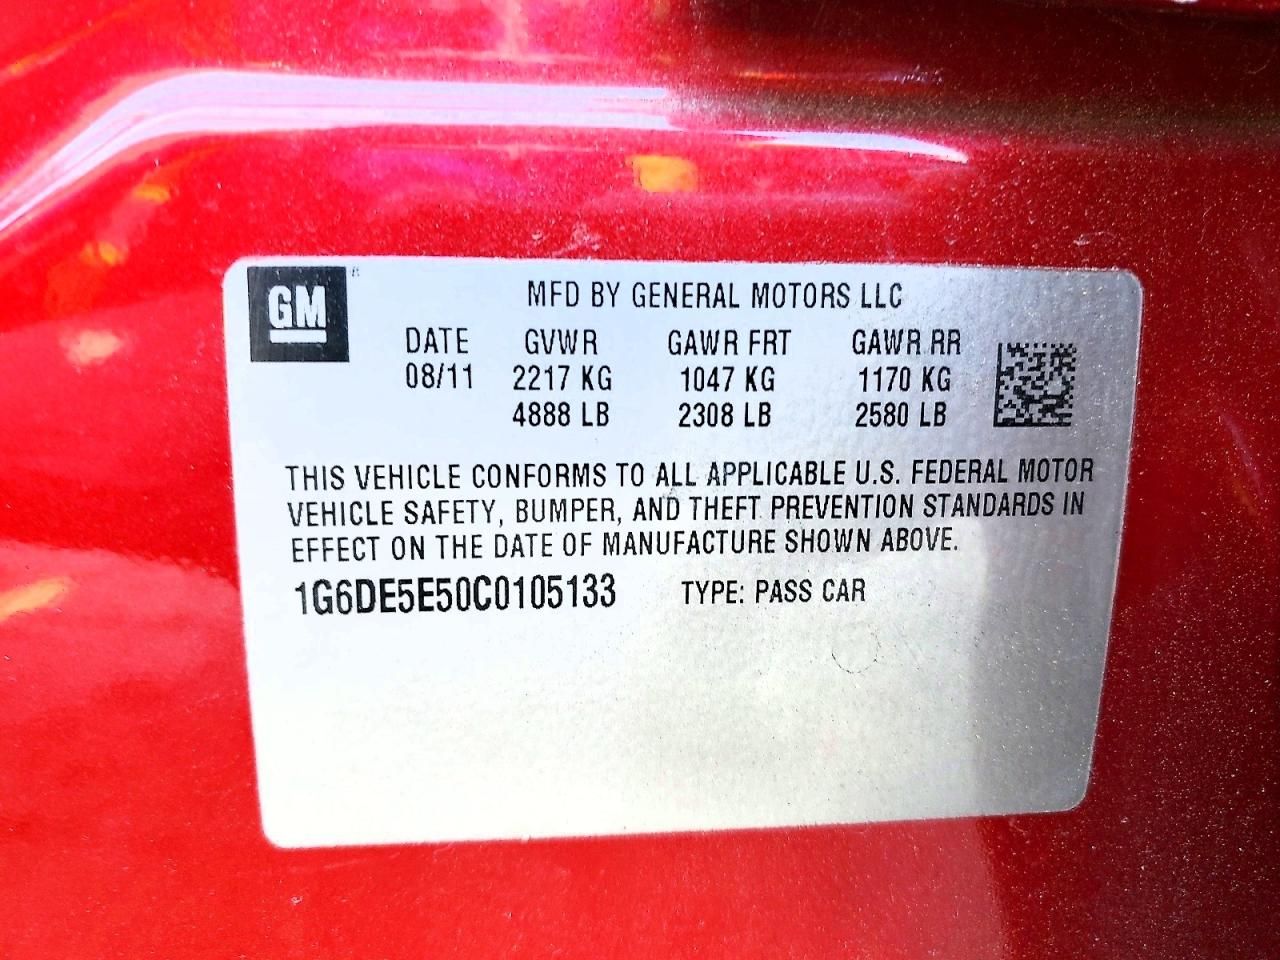 GM®
MFD BY GENERAL MOTORS LLC
DATE GVWR GAWR FRT GAWR RR
08/11 2217 KG 1047 KG 1170 KG
4888 LB 2308 LB 2580 LB
THIS VEHICLE CONFORMS TO ALL APPLICABLE U.S. FEDERAL MOTOR
VEHICLE SAFETY, BUMPER, AND THEFT PREVENTION STANDARDS IN
EFFECT ON THE DATE OF MANUFACTURE SHOWN ABOVE.
1G6DE5E50C0105133 TYPE: PASS CAR